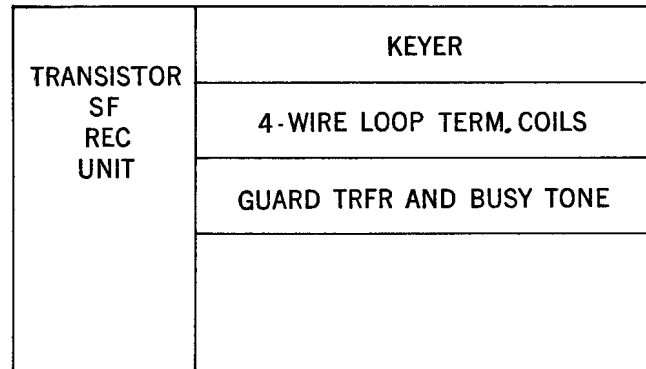 TRANSISTOR
SF
REC
UNIT
KEYER
4-WIRE LOOP TERM. COILS
GUARD TRFR AND BUSY TONE